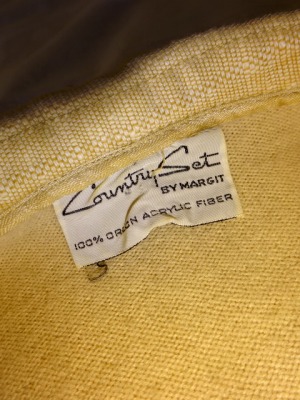 Country Set
BY MARGIT
100% ORLON ACRYLIC FIBER